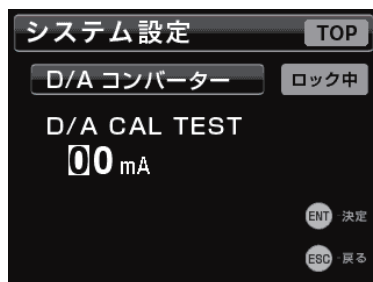 システム設定 TOP
D/A コンバーター ロック中
D/A CAL TEST
00 mA
ENT 決定
ESC 戻る